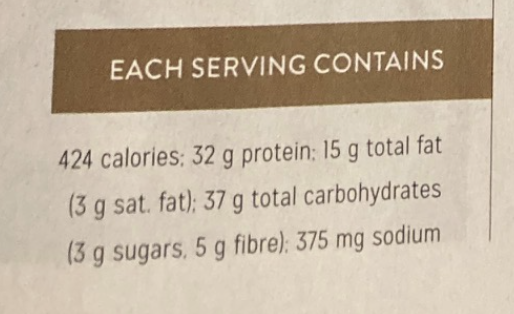 EACH SERVING CONTAINS
424 calories; 32 g protein; 15 g total fat
(3 g sat. fat); 37 g total carbohydrates
(3 g sugars, 5 g fibre); 375 mg sodium